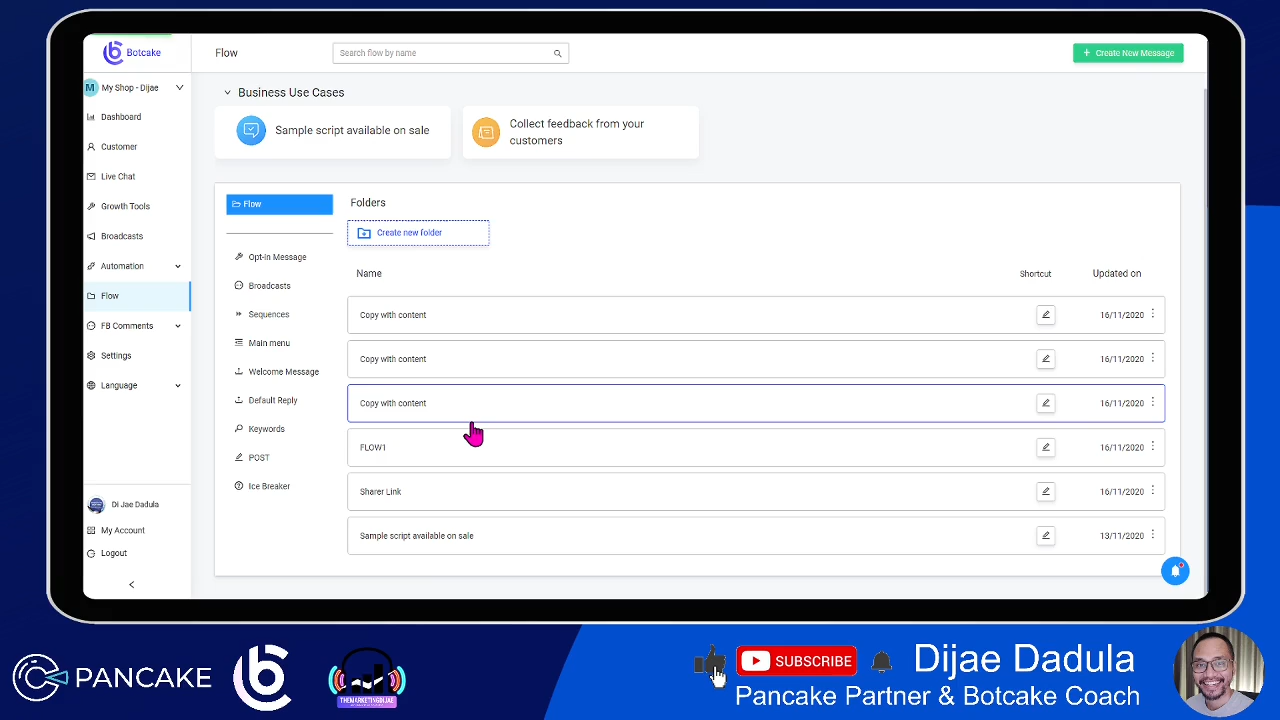 Botcake
Flow
Search flow by name
+ Create New Message
M My Shop - Dijae
Dashboard
Customer
Live Chat
Growth Tools
Broadcasts
Automation
Flow
FB Comments
Settings
Language
Di Jae Dadula
My Account
Logout
Business Use Cases
Sample script available on sale
Collect feedback from your
customers
Flow
Opt-in Message
Broadcasts
Sequences
Main menu
Welcome Message
Default Reply
Keywords
POST
Ice Breaker
Folders
Create new folder
Name Shortcut Updated on
Copy with content 16/11/2020
Copy with content 16/11/2020
Copy with content 16/11/2020
FLOW1 16/11/2020
Sharer Link 16/11/2020
Sample script available on sale 13/11/2020
PANCAKE
THEMARKETINGDIJAE
SUBSCRIBE
Dijae Dadula
Pancake Partner & Botcake Coach